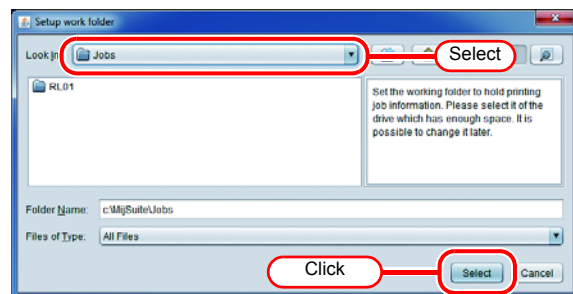 Setup work folder
Look in:
Jobs
Select
RL01
Set the working folder to hold printing
job information. Please select it of the
drive which has enough space. It is
possible to change it later.
Folder Name:
c:\MijSuite\Jobs
Files of Type:
All Files
Click
Select
Cancel